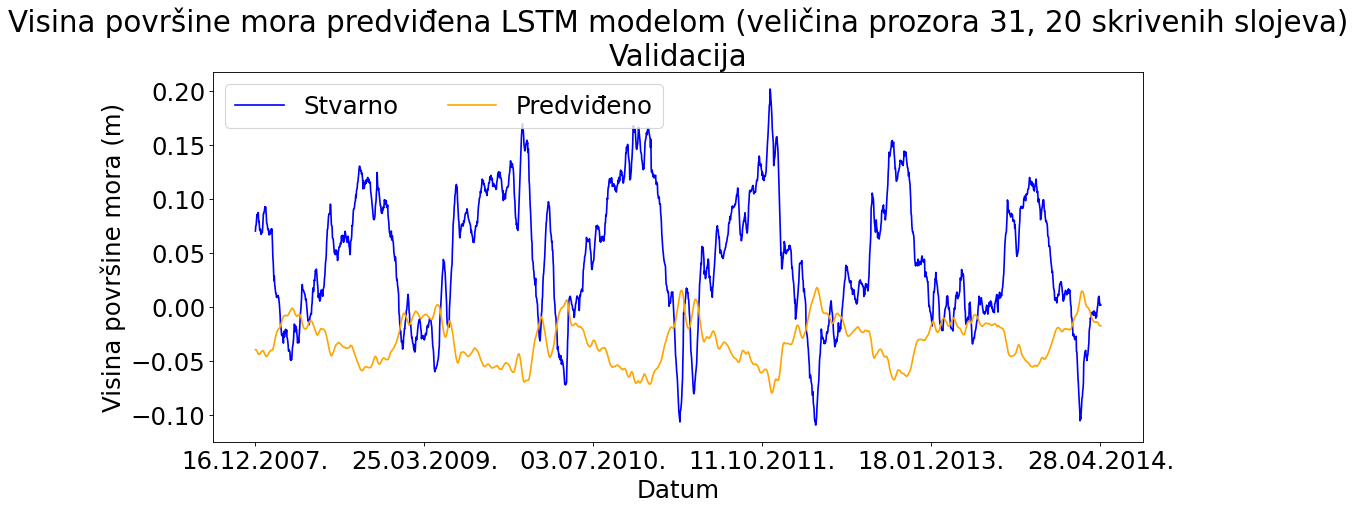 Visina površine mora predviđena LSTM modelom (veličina prozora 31, 20 skrivenih slojeva)
Validacija
Stvarno Predviđeno
Visina površine mora (m)
0.20
0.15
0.10
0.05
0.00
−0.05
−0.10
16.12.2007. 25.03.2009. 03.07.2010. 11.10.2011. 18.01.2013. 28.04.2014.
Datum